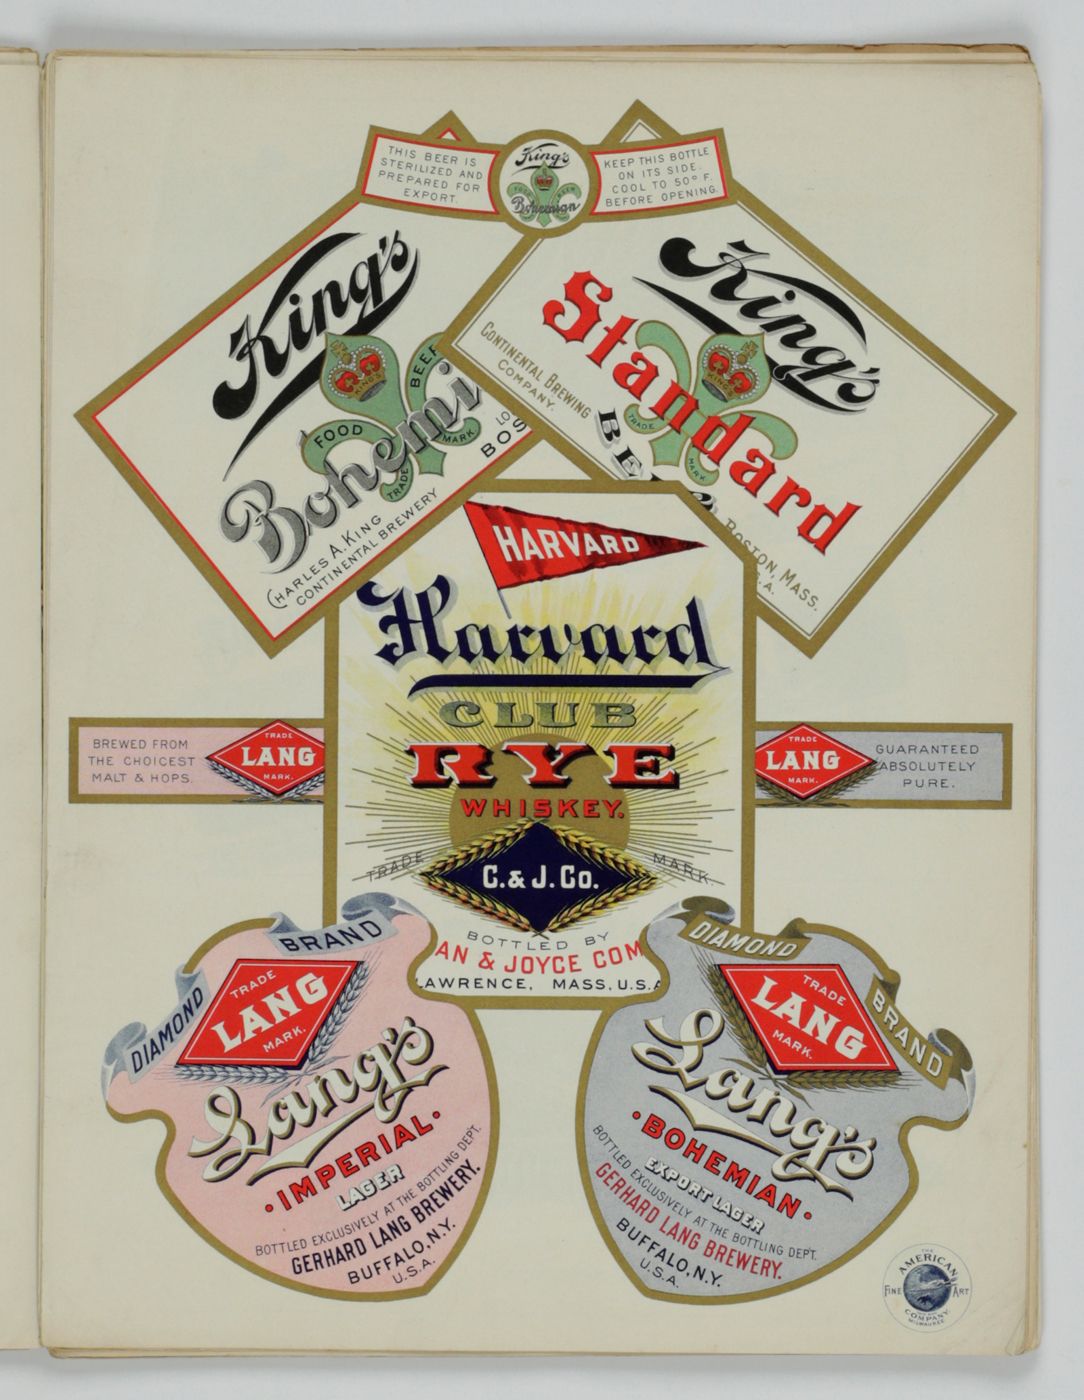 THIS BEER IS
STERILIZED AND
PREPARED FOR
EXPORT.
King's
FOOD BEER
Bohemian
KEEP THIS BOTTLE
ON ITS SIDE.
COOL TO 50° F.
BEFORE OPENING.
King's
KING'S
FOOD BEER
Bohemi
TRADE MARK
CHARLES A. KING
CONTINENTAL BREWERY
LO
BOS
King's
KING'S
Standard
TRADE MARK
BEE
CONTINENTAL BREWING
COMPANY.
BOSTON, MASS.
S.A.
HARVARD
Harvard
CLUB
RYE
WHISKEY.
TRADE MARK.
C. & J. Co.
BOTTLED BY
AN & JOYCE COM
LAWRENCE, MASS. U.S.A
BREWED FROM
THE CHOICEST
MALT & HOPS.
TRADE
LANG
MARK.
TRADE
LANG
MARK.
GUARANTEED
ABSOLUTELY
PURE.
DIAMOND BRAND
TRADE
LANG
MARK.
Lang's
IMPERIAL
LAGER
BOTTLED EXCLUSIVELY AT THE BOTTLING DEPT.
GERHARD LANG BREWERY.
BUFFALO, N.Y.
U.S.A.
DIAMOND BRAND
TRADE
LANG
MARK.
Lang's
BOHEMIAN
EXPORT LAGER
BOTTLED EXCLUSIVELY AT THE BOTTLING DEPT.
GERHARD LANG BREWERY.
BUFFALO, N.Y.
U.S.A.
THE
AMERICAN
FINE ART
COMPANY
MILWAUKEE